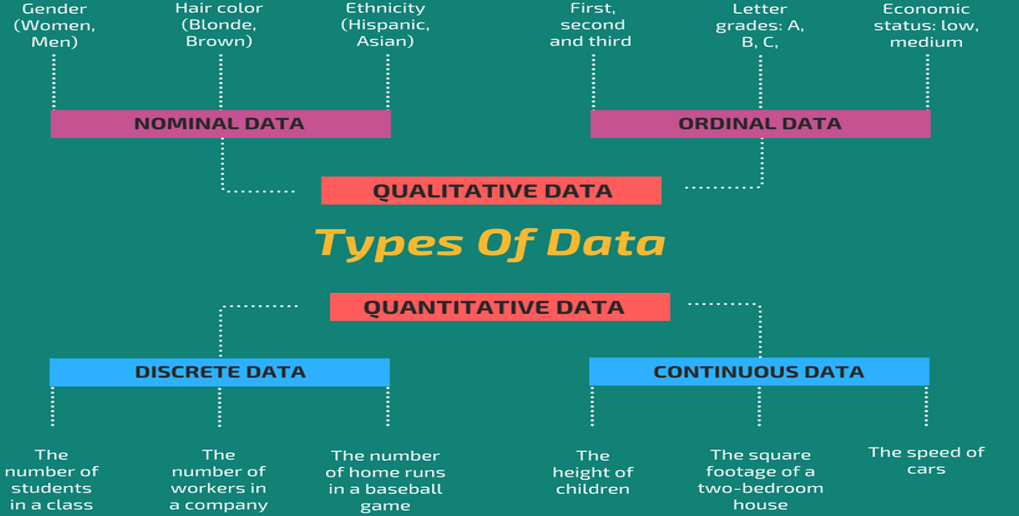 Gender
(Women,
Men)
Hair color
(Blonde,
Brown)
Ethnicity
(Hispanic,
Asian)
First,
second
and third
Letter
grades: A,
B, C,
Economic
status: low,
medium
NOMINAL DATA
ORDINAL DATA
QUALITATIVE DATA
Types Of Data
QUANTITATIVE DATA
DISCRETE DATA
CONTINUOUS DATA
The
number of
students
in a class
The
number of
workers in
a company
The number
of home runs
in a baseball
game
The
height of
children
The square
footage of a
two-bedroom
house
The speed of
cars